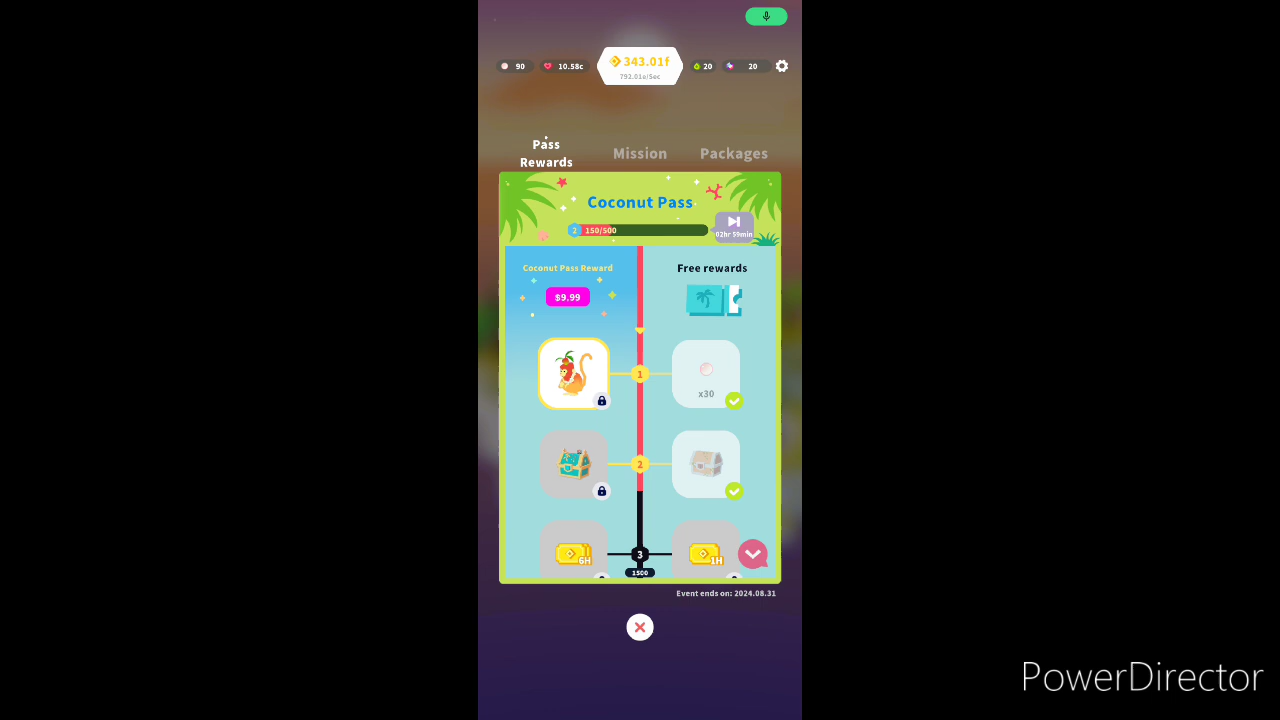 90
10.58c
343.01f
792.01a/Sec
20
20
Pass
Rewards
Mission
Packages
Coconut Pass
2
150/500
02hr 59min
Coconut Pass Reward
$9.99
Free rewards
1
x30
2
6H
3
1H
1500
Event ends on: 2024.08.31
PowerDirector